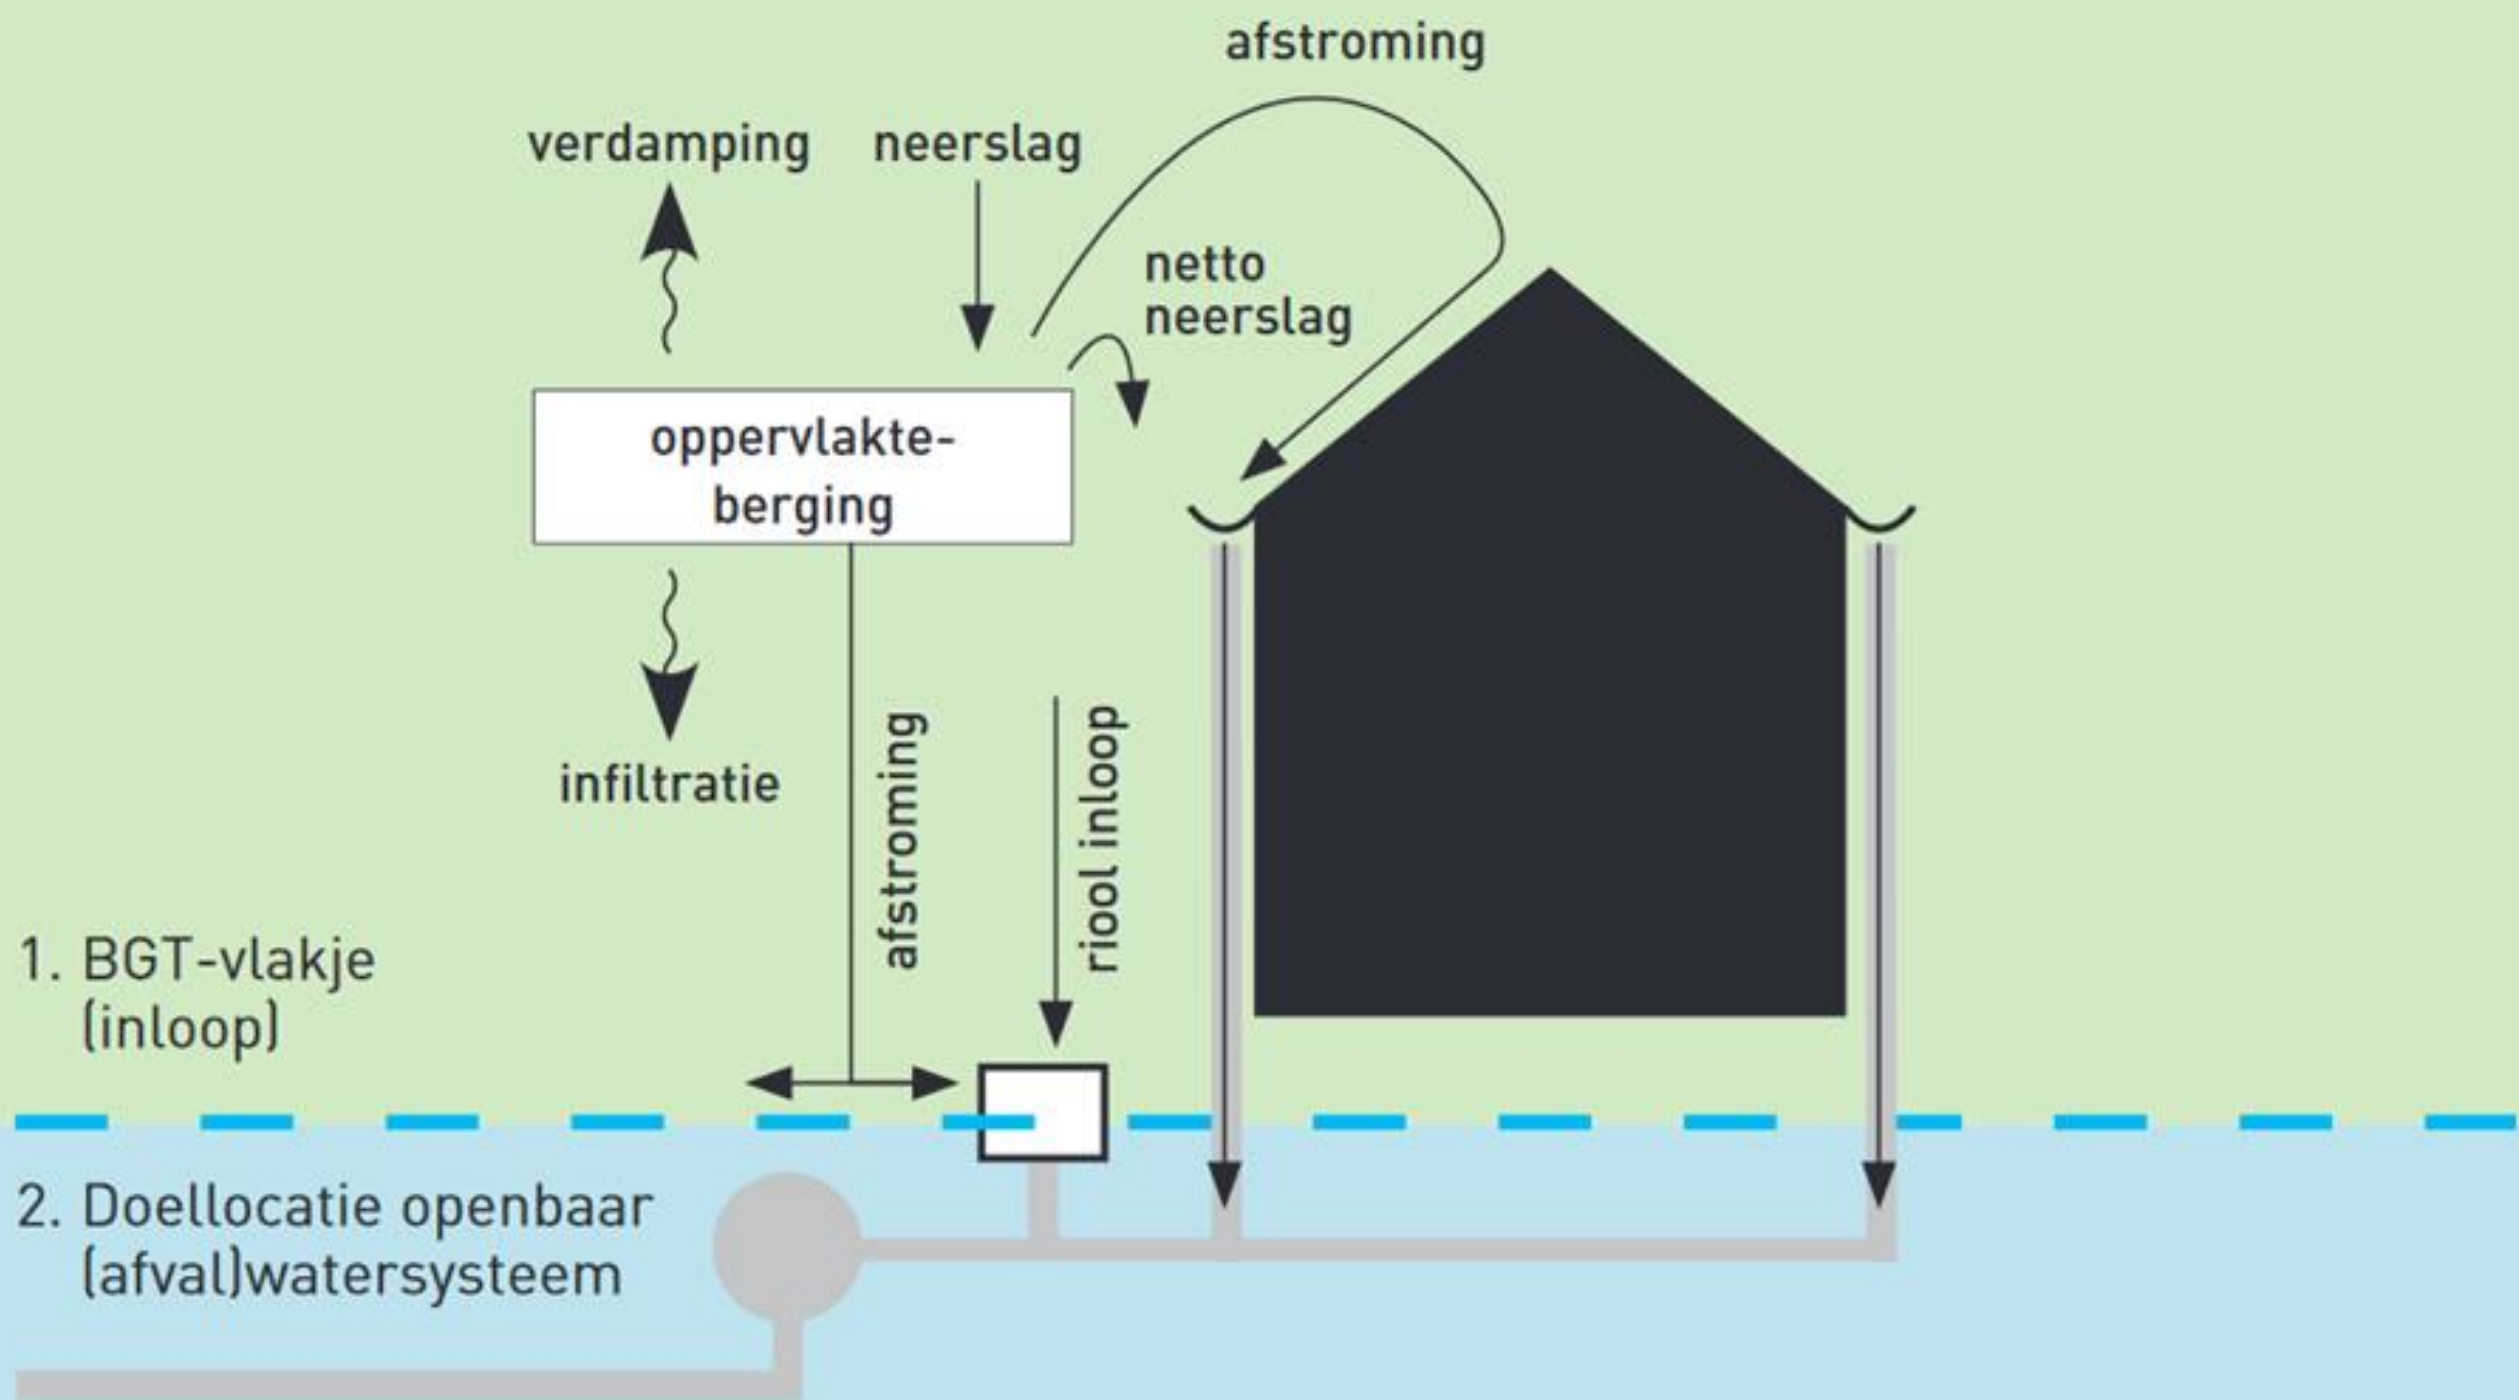 afstroming
verdamping
neerslag
netto
neerslag
oppervlakte-
berging
infiltratie
afstroming
riool inloop
1. BGT-vlakje
(inloop)
2. Doellocatie openbaar
(afval)watersysteem